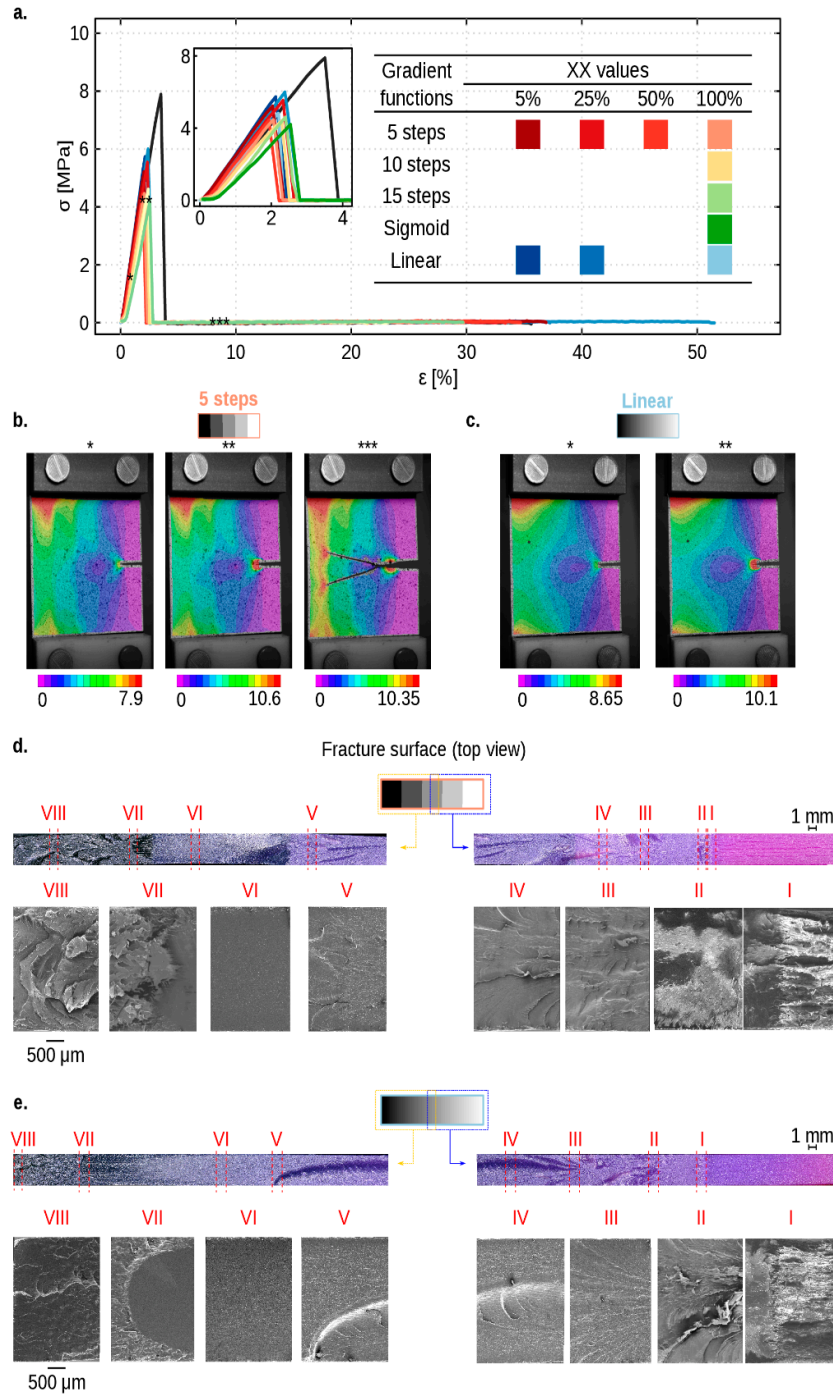 a.
10
8
6
4
2
0
σ [MPa]
8
4
0
0 2 4
Gradient functions XX values
5% 25% 50% 100%
5 steps
10 steps
15 steps
Sigmoid
Linear
*
**
***
0 10 20 30 40 50
ε [%]
b.
5 steps
* ** ***
0 7.9
0 10.6
0 10.35
c.
Linear
* **
0 8.65
0 10.1
d.
Fracture surface (top view)
VIII VII VI V IV III II I 1 mm
VIII VII VI V IV III II I
500 µm
e.
VIII VII VI V IV III II I 1 mm
VIII VII VI V IV III II I
500 µm